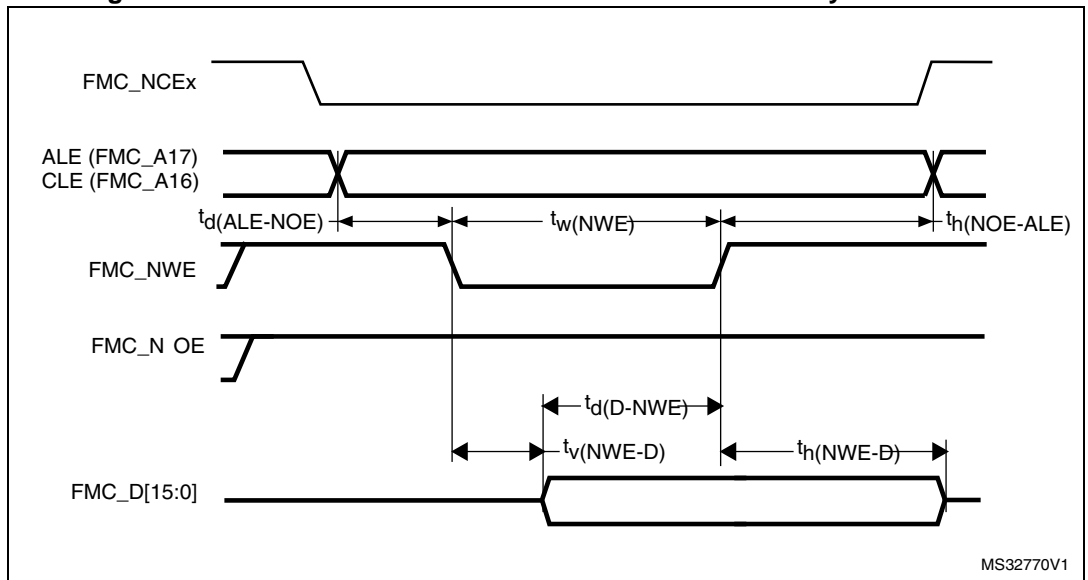 FMC_NCEx
ALE (FMC_A17)
CLE (FMC_A16)
td(ALE-NOE)
tw(NWE)
th(NOE-ALE)
FMC_NWE
FMC_N OE
td(D-NWE)
tv(NWE-D)
th(NWE-D)
FMC_D[15:0]
MS32770V1